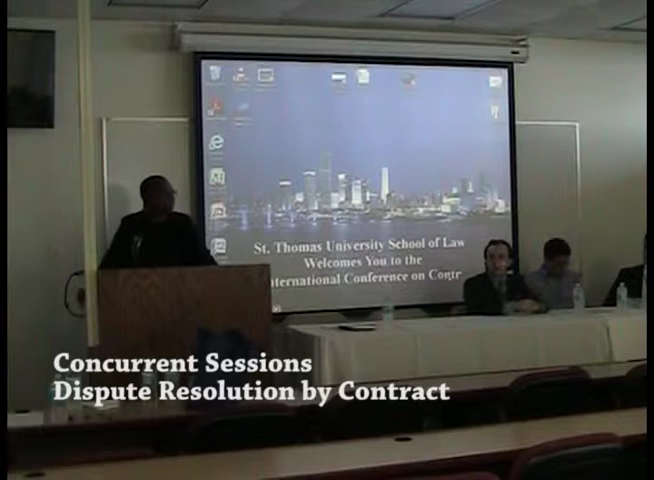 St. Thomas University School of Law
Welcomes You to the
International Conference on Contr
Concurrent Sessions
Dispute Resolution by Contract